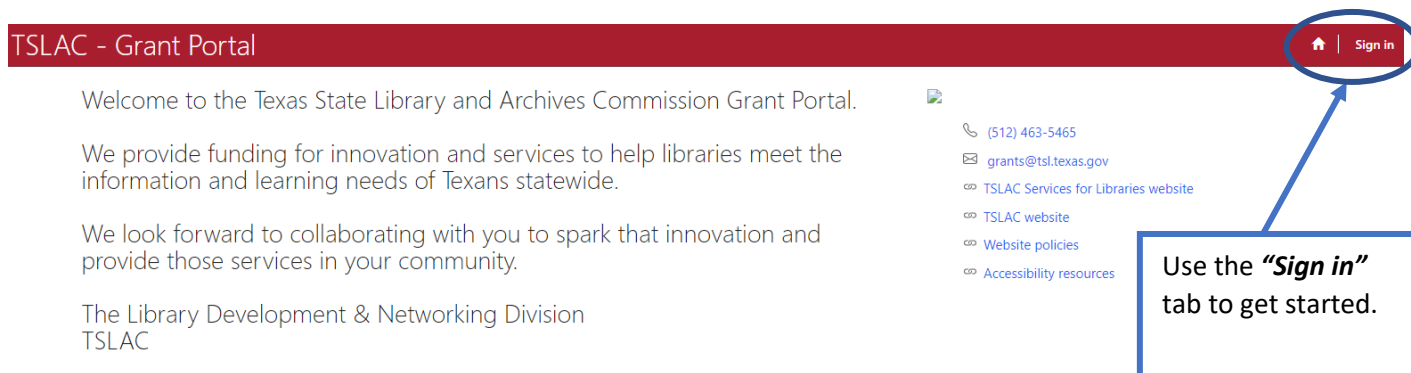 TSLAC - Grant Portal
Sign in
Welcome to the Texas State Library and Archives Commission Grant Portal.
We provide funding for innovation and services to help libraries meet the
information and learning needs of Texans statewide.
We look forward to collaborating with you to spark that innovation and
provide those services in your community.
The Library Development & Networking Division
TSLAC
(512) 463-5465
grants@tsl.texas.gov
TSLAC Services for Libraries website
TSLAC website
Website policies
Accessibility resources
Use the “Sign in”
tab to get started.